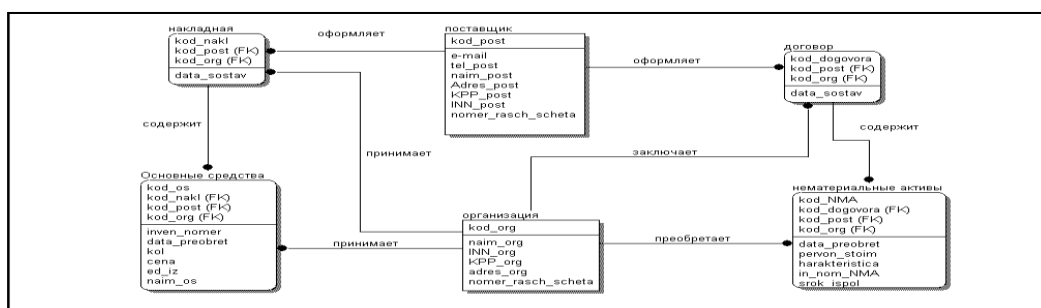 накладная
kod_nakl
kod_post (FK)
kod_org (FK)
data_sostav
оформляет
поставщик
kod_post
e-mail
tel_post
naim_post
Adres_post
KPP_post
INN_post
nomer_rasch_scheta
оформляет
договор
kod_dogovora
kod_post (FK)
kod_org (FK)
data_sostav
содержит
принимает
заключает
содержит
Основные средства
kod_os
kod_nakl (FK)
kod_post (FK)
kod_org (FK)
inven_nomer
data_preobret
kol
cena
ed_iz
naim_os
принимает
организация
kod_org
naim_org
INN_org
KPP_org
adres_org
nomer_rasch_scheta
преобретает
нематериальные активы
kod_NMA
kod_dogovora (FK)
kod_post (FK)
kod_org (FK)
data_preobret
pervon_stoim
harakteristica
in_nom_NMA
srok_ispol